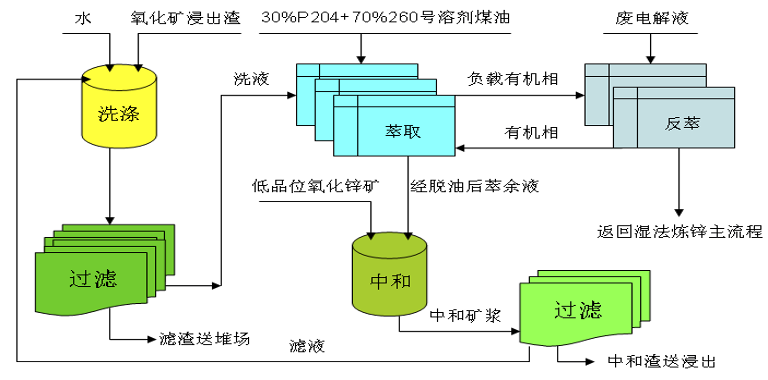 水
氧化矿浸出渣
30%P204+70%260号溶剂煤油
废电解液
洗涤
洗液
萃取
负载有机相
有机相
反萃
低品位氧化锌矿
经脱油后萃余液
返回湿法炼锌主流程
过滤
中和
过滤
中和矿浆
滤渣送堆场
滤液
中和渣送浸出